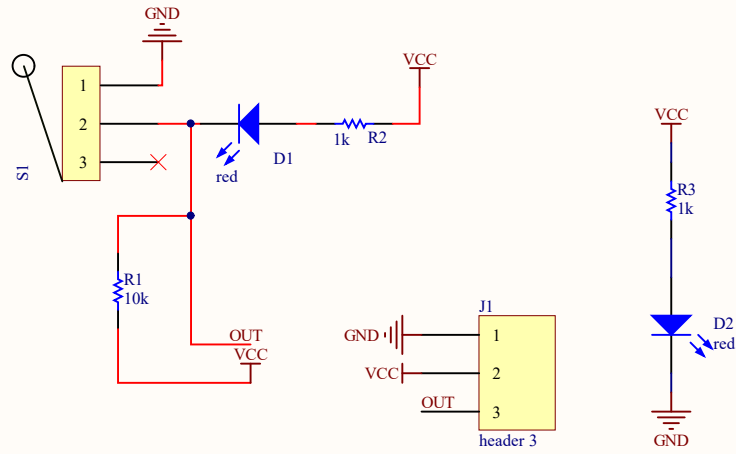 GND
VCC
1
2
3
S1
D1
red
1k
R2
VCC
R3
1k
R1
10k
OUT
VCC
J1
GND
1
VCC
2
OUT
3
header 3
D2
red
GND